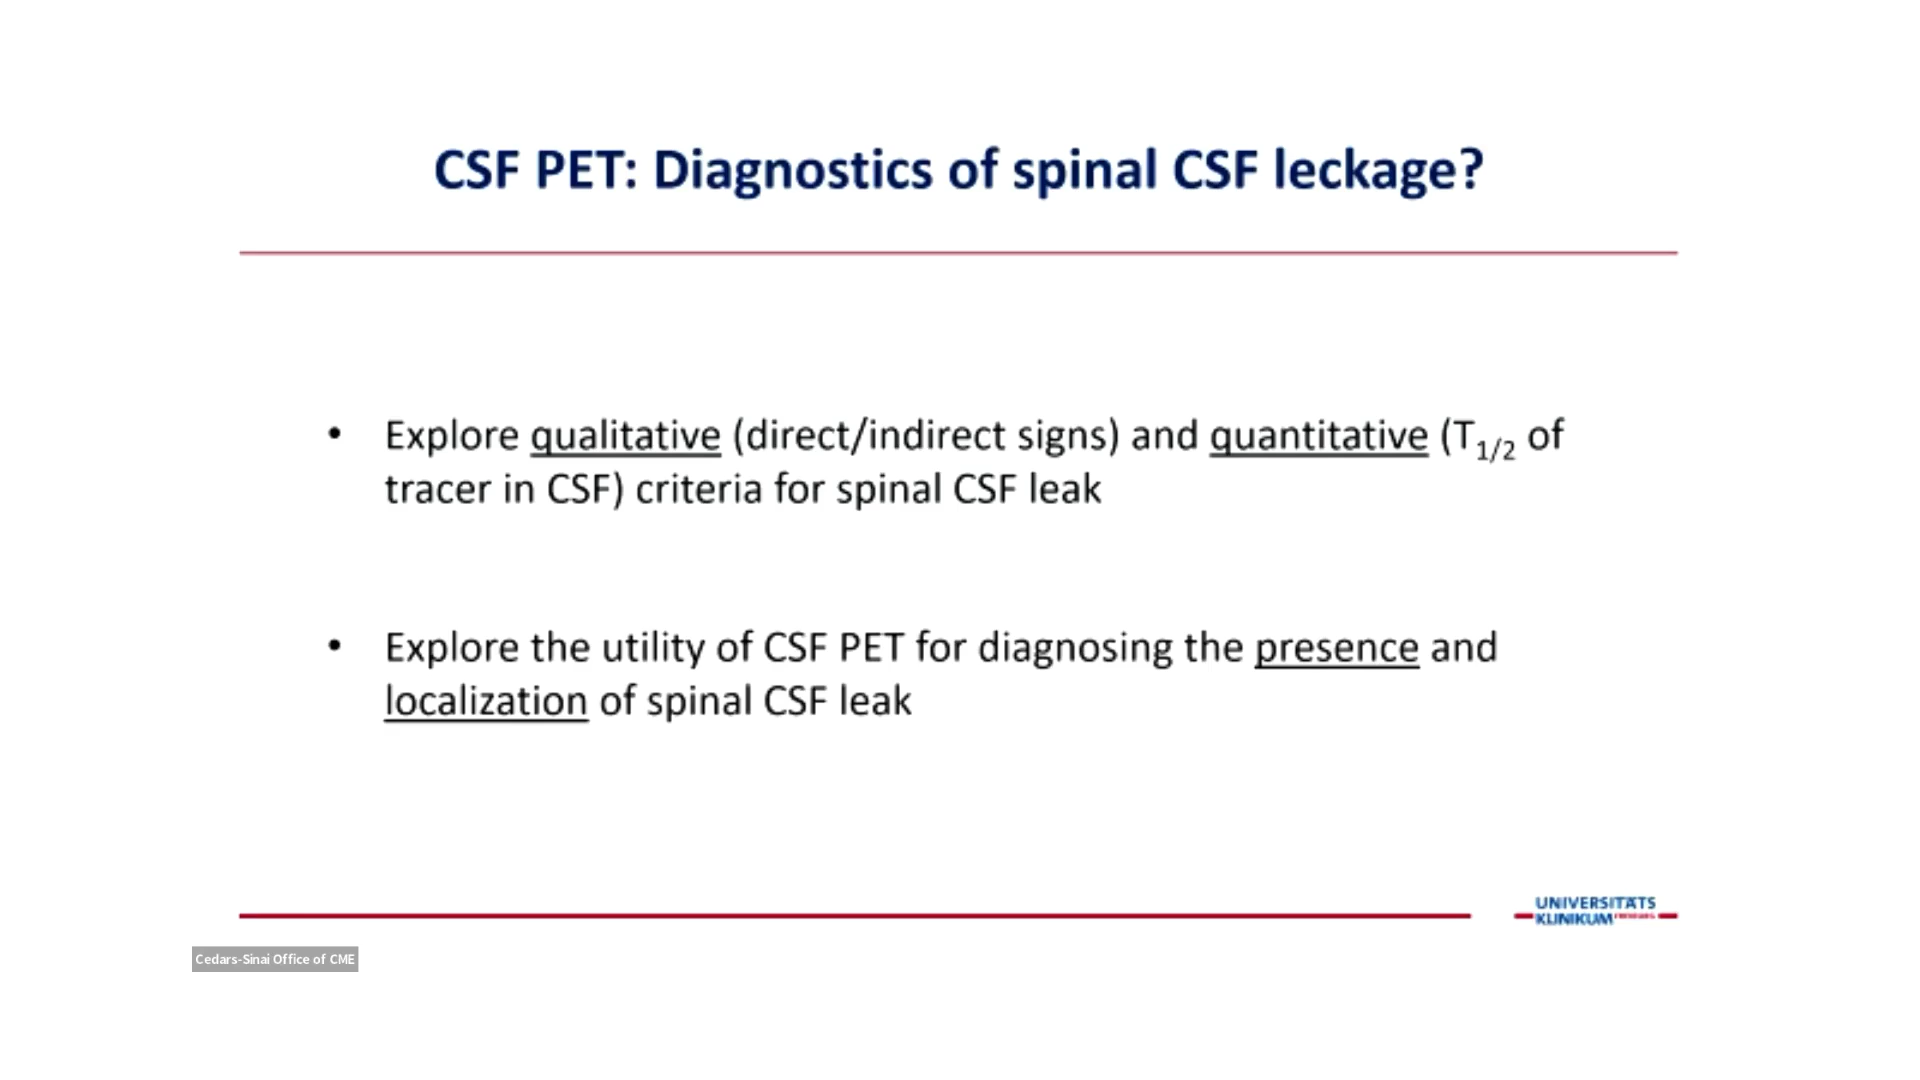 CSF PET: Diagnostics of spinal CSF leckage?
• Explore qualitative (direct/indirect signs) and quantitative (T1/2 of
tracer in CSF) criteria for spinal CSF leak
• Explore the utility of CSF PET for diagnosing the presence and
localization of spinal CSF leak
UNIVERSITÄTS
KLINIKUM
Cedars-Sinai Office of CME